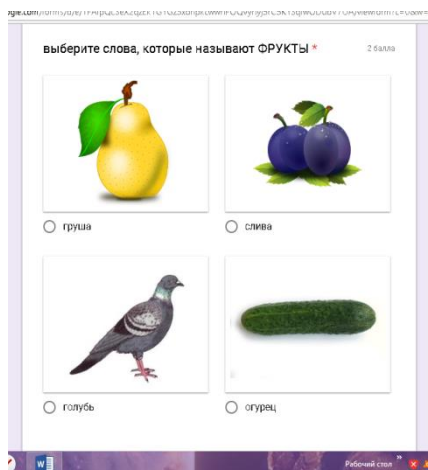 выберите слова, которые называют ФРУКТЫ *
2 балла
груша
слива
голубь
огурец
Рабочий стол